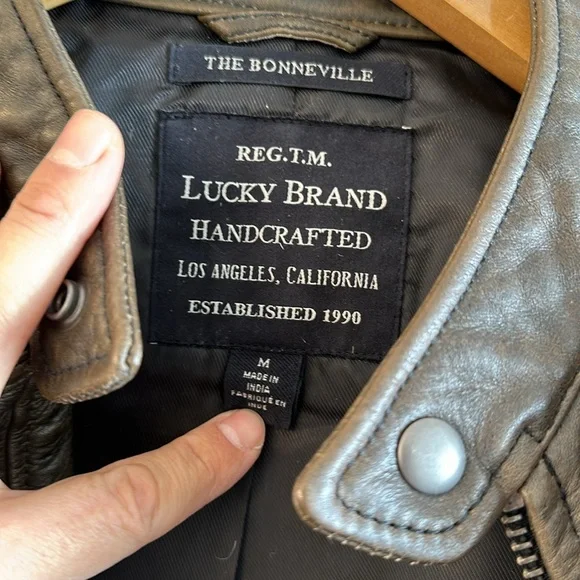 THE BONNEVILLE
REG.T.M.
LUCKY BRAND
HANDCRAFTED
LOS ANGELES, CALIFORNIA
ESTABLISHED 1990
M
MADE IN
INDIA
FABRIQUÉ EN
INDE